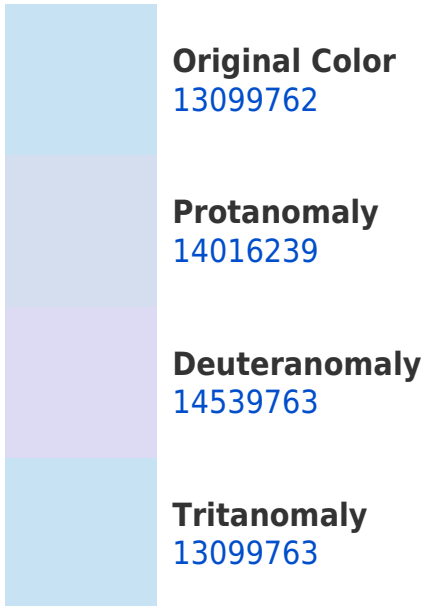 Original Color
13099762
Protanomaly
14016239
Deuteranomaly
14539763
Tritanomaly
13099763